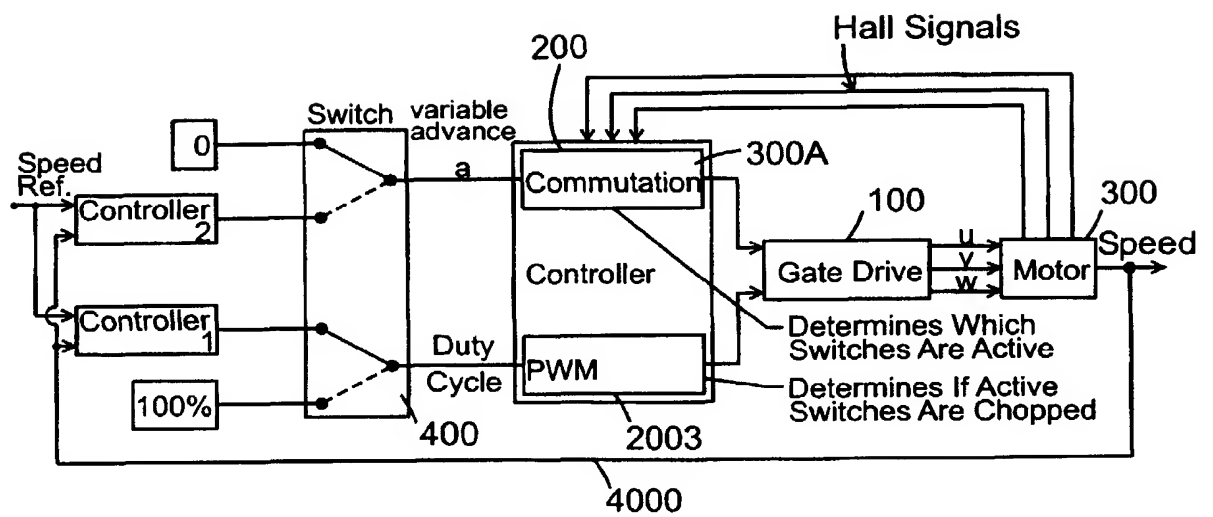 Hall Signals
200
Switch
variable
advance
0
300A
Speed
Ref.
a
Commutation
Controller
2
100
300
u
v
w
Speed
Gate Drive
Motor
Controller
Controller
1
Determines Which
Switches Are Active
Duty
Cycle
PWM
Determines If Active
Switches Are Chopped
100%
400
2003
4000